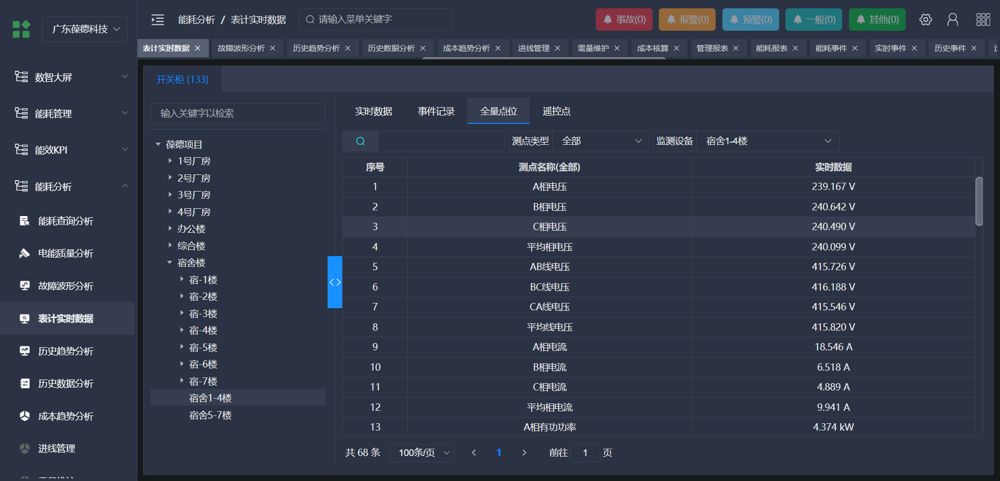 广东葆德科技
能耗分析 / 表计实时数据
请输入菜单关键字
事故(0)
报警(0)
预警(0)
一般(0)
其他(0)
表计实时数据
故障波形分析
历史趋势分析
历史数据分析
成本趋势分析
进线管理
需量维护
成本核算
管理报表
能耗报表
能耗事件
实时事件
历史事件
数智大屏
能耗管理
能效KPI
能耗分析
能耗查询分析
电能质量分析
故障波形分析
表计实时数据
历史趋势分析
历史数据分析
成本趋势分析
进线管理
开关柜 (133)
输入关键字以检索
葆德项目
1号厂房
2号厂房
3号厂房
4号厂房
办公楼
综合楼
宿舍楼
宿-1楼
宿-2楼
宿-3楼
宿-4楼
宿-5楼
宿-6楼
宿-7楼
宿舍1-4楼
宿舍5-7楼
实时数据 事件记录 全量点位 遥控点
测点类型 全部 监测设备 宿舍1-4楼
序号 测点名称(全部) 实时数据
1 A相电压 239.167 V
2 B相电压 240.642 V
3 C相电压 240.490 V
4 平均相电压 240.099 V
5 AB线电压 415.726 V
6 BC线电压 416.188 V
7 CA线电压 415.546 V
8 平均线电压 415.820 V
9 A相电流 18.546 A
10 B相电流 6.518 A
11 C相电流 4.889 A
12 平均相电流 9.941 A
13 A相有功功率 4.374 kW
共 68 条 100条/页 1 前往 1 页